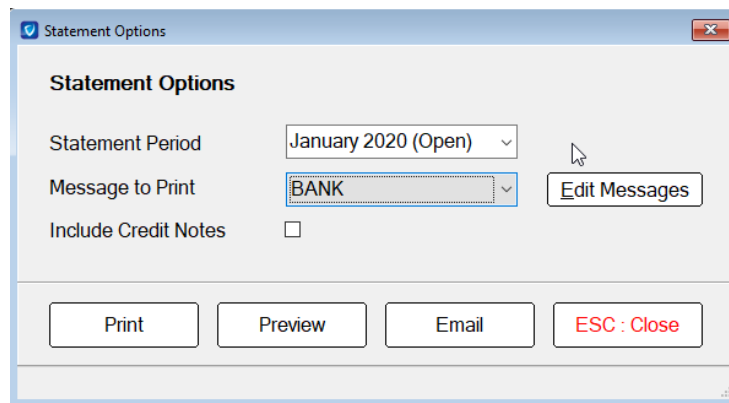 Statement Options
Statement Options
Statement Period January 2020 (Open)
Message to Print BANK Edit Messages
Include Credit Notes
Print Preview Email ESC : Close